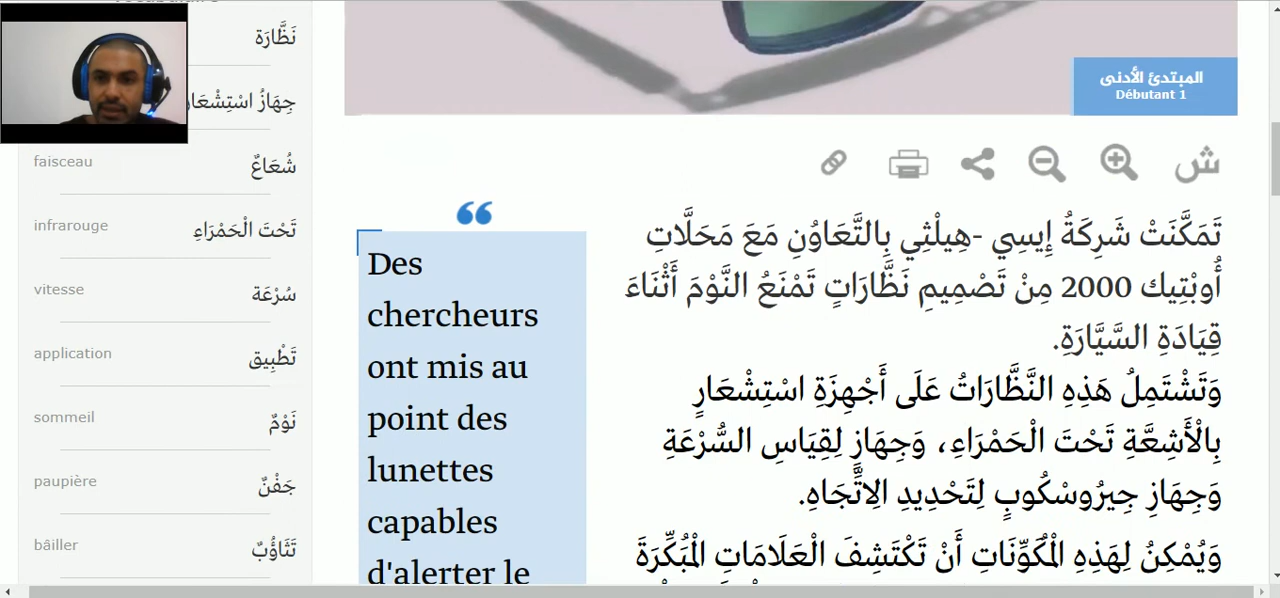 نَظَّارَة
جِهَازُ اسْتِشْعَار
faisceau
شُعَاعٌ
infrarouge
تَحْتَ الْحَمْرَاءِ
vitesse
سُرْعَة
application
تَطْبِيق
sommeil
نَوْمٌ
paupière
جَفْنٌ
bâiller
تَثَاؤُبٌ
المبتدئ الأدنى
Débutant 1
ش
“
Des
chercheurs
ont mis au
point des
lunettes
capables
d'alerter le
تَمَكَّنَتْ شَرِكَةُ إِيسِي -هِيلْثِي بِالتَّعَاوُنِ مَعَ مَحَلَّاتِ
أُوبْتِيك 2000 مِنْ تَصْمِيمِ نَظَّارَاتٍ تَمْنَعُ النَّوْمَ أَثْنَاءَ
قِيَادَةِ السَّيَّارَةِ.
وَتَشْتَمِلُ هَذِهِ النَّظَّارَاتُ عَلَى أَجْهِزَةِ اسْتِشْعَارٍ
بِالْأَشِعَّةِ تَحْتَ الْحَمْرَاءِ، وَجِهَازٍ لِقِيَاسِ السُّرْعَةِ
وَجِهَازِ جِيرُوسْكُوبٍ لِتَحْدِيدِ الِاتِّجَاهِ.
وَيُمْكِنُ لِهَذِهِ الْمُكَوِّنَاتِ أَنْ تَكْتَشِفَ الْعَلَامَاتِ الْمُبَكِّرَةَ